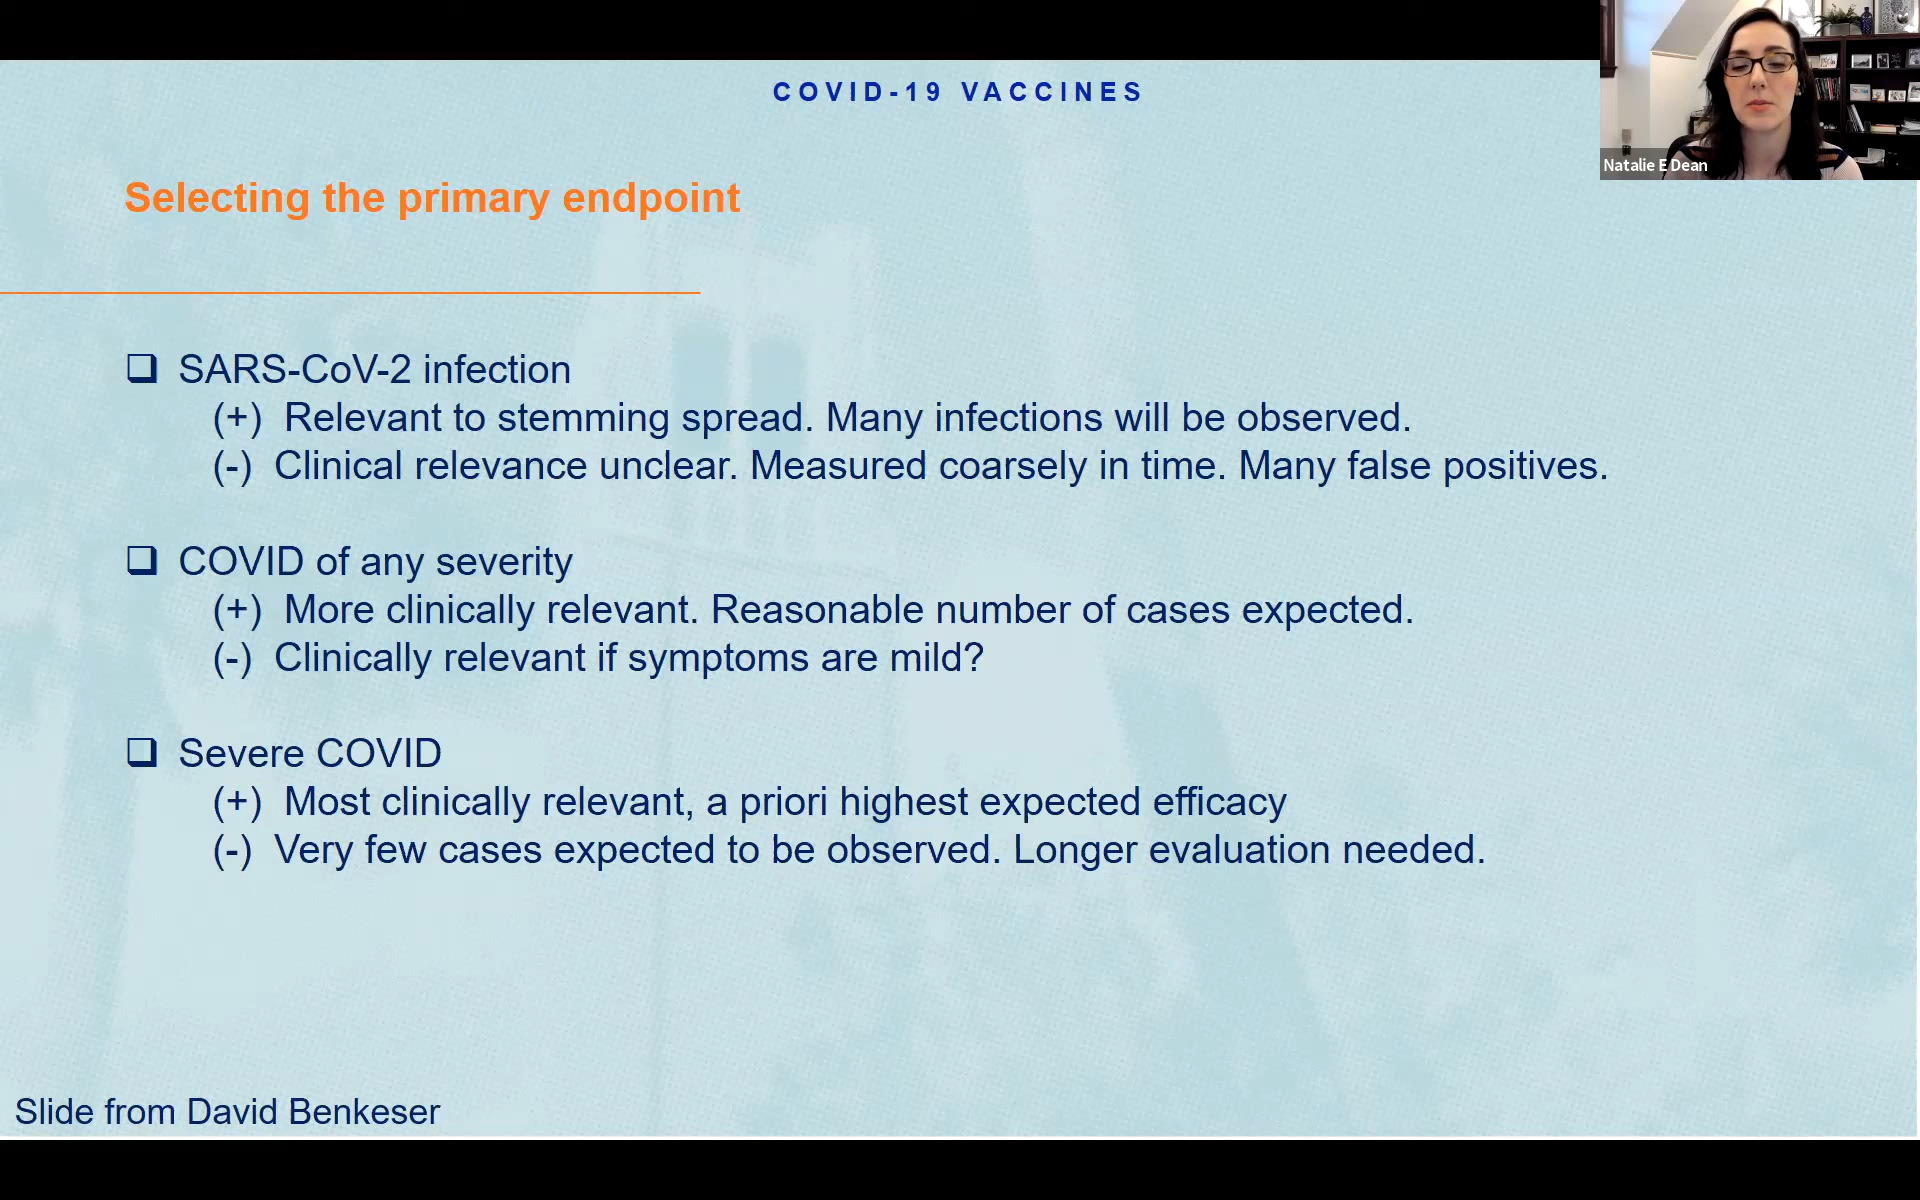 COVID-19 VACCINES
Natalie E Dean
Selecting the primary endpoint
SARS-CoV-2 infection
(+) Relevant to stemming spread. Many infections will be observed.
(-) Clinical relevance unclear. Measured coarsely in time. Many false positives.
COVID of any severity
(+) More clinically relevant. Reasonable number of cases expected.
(-) Clinically relevant if symptoms are mild?
Severe COVID
(+) Most clinically relevant, a priori highest expected efficacy
(-) Very few cases expected to be observed. Longer evaluation needed.
Slide from David Benkeser